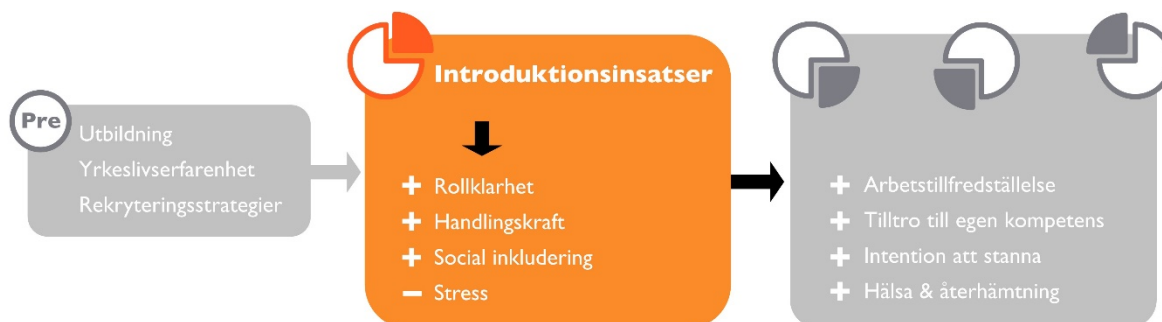 Pre
Utbildning
Yrkeslivserfarenhet
Rekryteringsstrategier
Introduktionsinsatser
+ Rollklarhet
+ Handlingskraft
+ Social inkludering
– Stress
+ Arbetstillfredställelse
+ Tilltro till egen kompetens
+ Intention att stanna
+ Hälsa & återhämtning